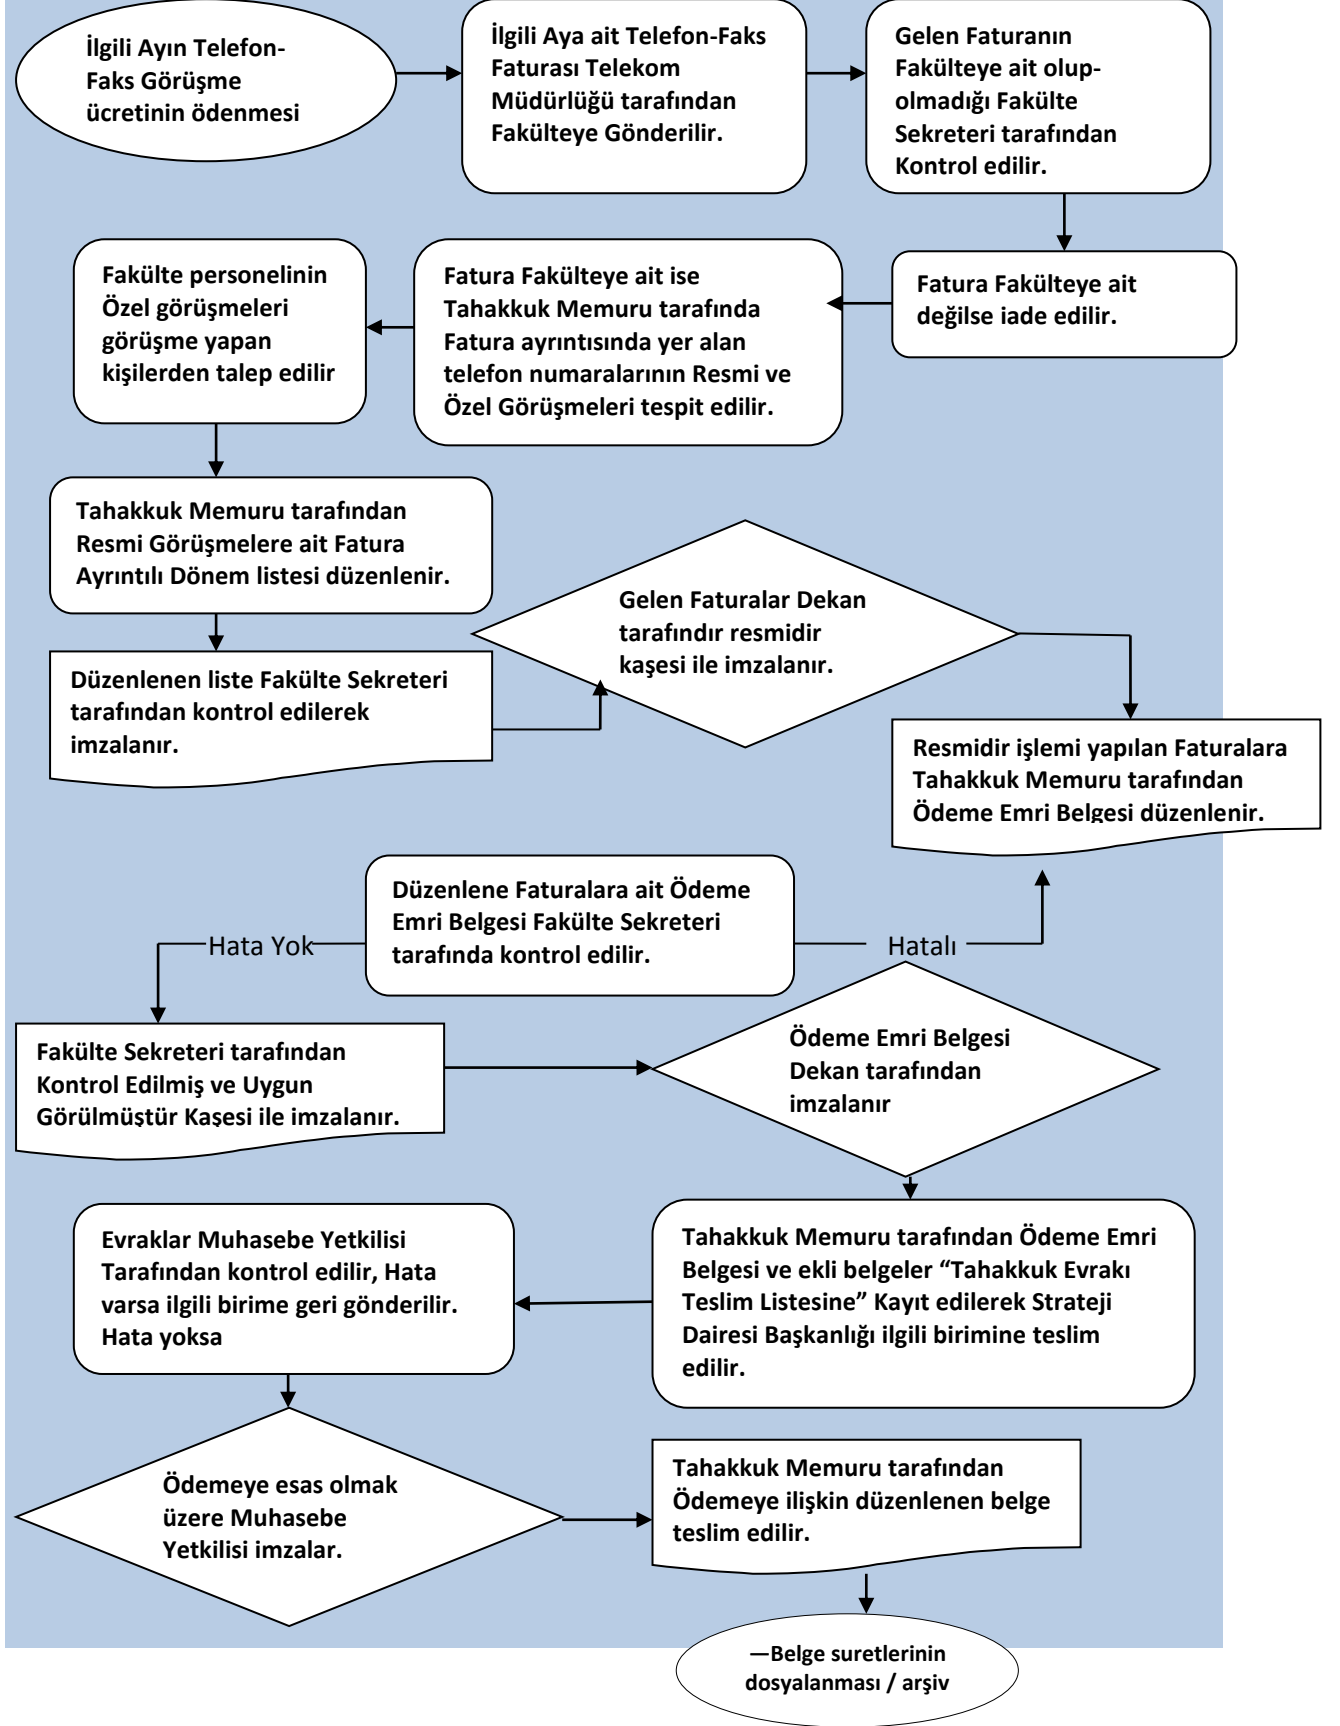 İlgili Ayın Telefon-
Faks Görüşme
ücretinin ödenmesi
İlgili Aya ait Telefon-Faks
Faturası Telekom
Müdürlüğü tarafından
Fakülteye Gönderilir.
Gelen Faturanın
Fakülteye ait olup-
olmadığı Fakülte
Sekreteri tarafından
Kontrol edilir.
Fatura Fakülteye ait
değilse iade edilir.
Fatura Fakülteye ait ise
Tahakkuk Memuru tarafında
Fatura ayrıntısında yer alan
telefon numaralarının Resmi ve
Özel Görüşmeleri tespit edilir.
Fakülte personelinin
Özel görüşmeleri
görüşme yapan
kişilerden talep edilir
Tahakkuk Memuru tarafından
Resmi Görüşmelere ait Fatura
Ayrıntılı Dönem listesi düzenlenir.
Düzenlenen liste Fakülte Sekreteri
tarafından kontrol edilerek
imzalanır.
Gelen Faturalar Dekan
tarafındır resmidir
kaşesi ile imzalanır.
Resmidir işlemi yapılan Faturalara
Tahakkuk Memuru tarafından
Ödeme Emri Belgesi düzenlenir.
Düzenlene Faturalara ait Ödeme
Emri Belgesi Fakülte Sekreteri
tarafında kontrol edilir.
Hata Yok
Hatalı
Fakülte Sekreteri tarafından
Kontrol Edilmiş ve Uygun
Görülmüştür Kaşesi ile imzalanır.
Ödeme Emri Belgesi
Dekan tarafından
imzalanır
Tahakkuk Memuru tarafından Ödeme Emri
Belgesi ve ekli belgeler “Tahakkuk Evrakı
Teslim Listesine” Kayıt edilerek Strateji
Dairesi Başkanlığı ilgili birimine teslim
edilir.
Evraklar Muhasebe Yetkilisi
Tarafından kontrol edilir, Hata
varsa ilgili birime geri gönderilir.
Hata yoksa
Ödemeye esas olmak
üzere Muhasebe
Yetkilisi imzalar.
Tahakkuk Memuru tarafından
Ödemeye ilişkin düzenlenen belge
teslim edilir.
—Belge suretlerinin
dosyalanması / arşiv